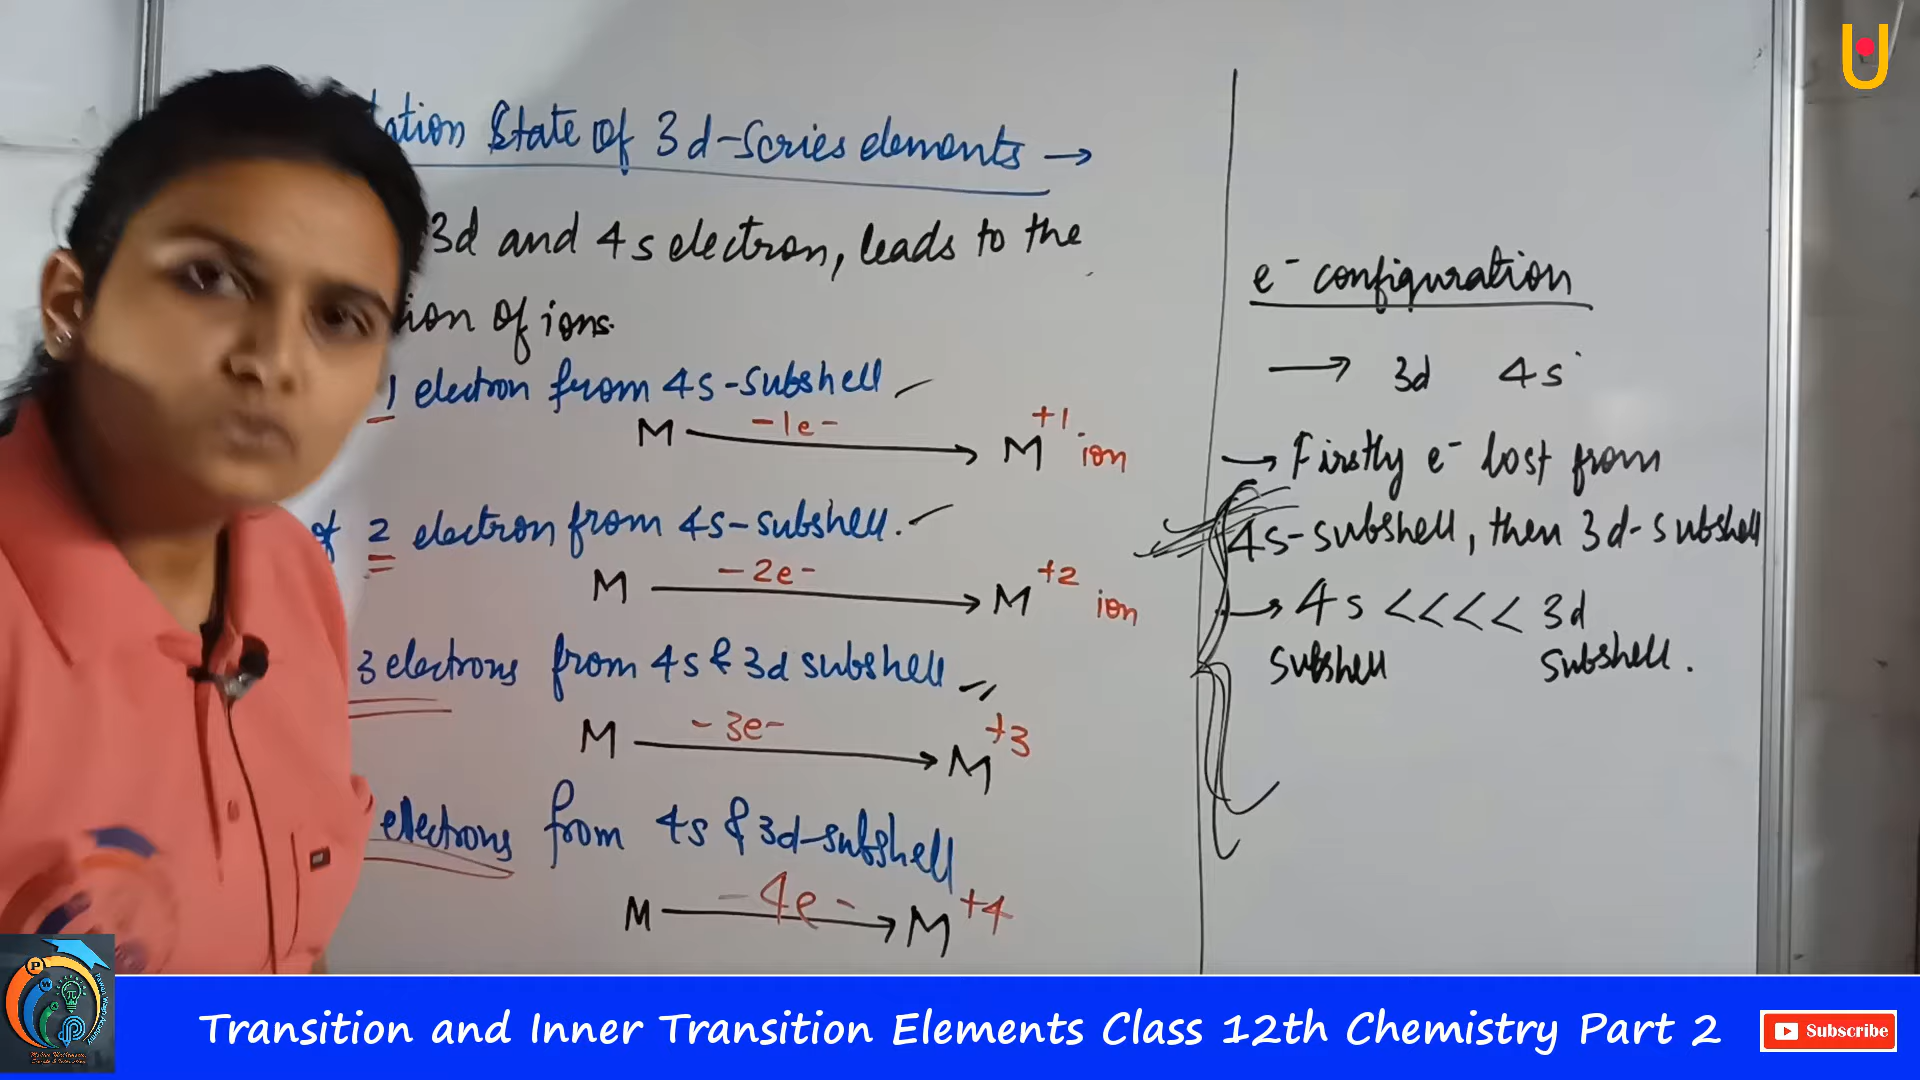 State of 3d-Series elements →
3d and 4s electron, leads to the
of ions.
1 electron from 4s-subshell
M -1e- M+1 ion
of 2 electron from 4s-subshell.
M -2e- M+2 ion
3 electrons from 4s & 3d subshell
M -3e- M+3
electrons from 4s & 3d-subshell
M -4e- M+4
e- configuration
→ 3d 4s
→ Firstly e- lost from
4s-subshell, then 3d-subshell
→ 4s <<<< 3d
subshell subshell.
Transition and Inner Transition Elements Class 12th Chemistry Part 2
Subscribe